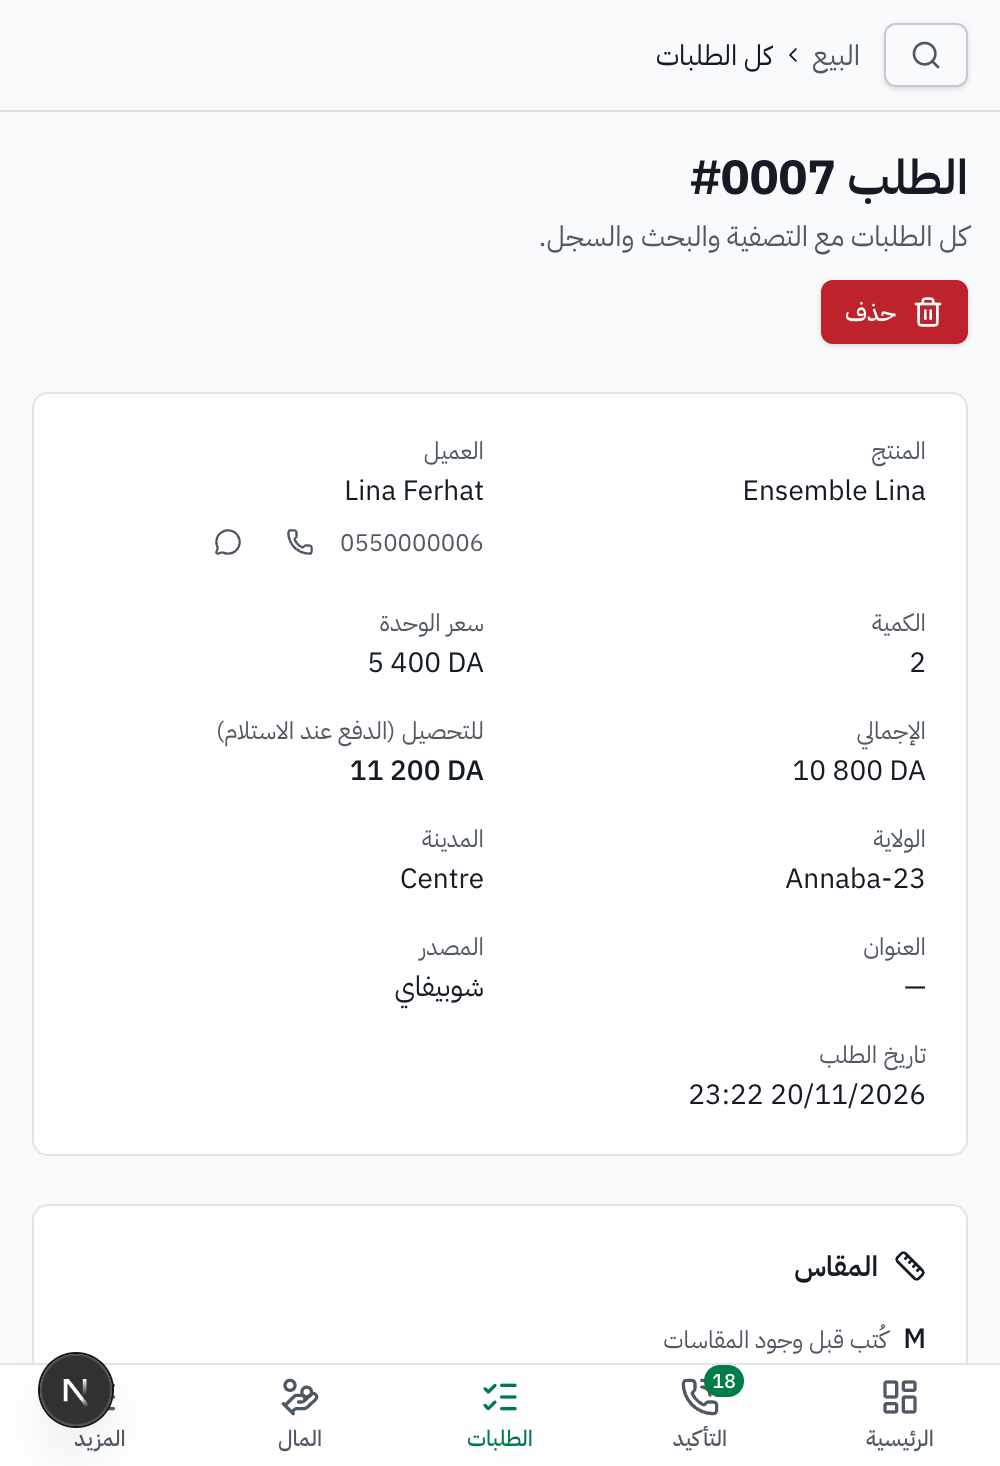 البيع › كل الطلبات
الطلب 0007#
كل الطلبات مع التصفية والبحث والسجل.
حذف
المنتج
Ensemble Lina
العميل
Lina Ferhat
0550000006
الكمية
2
سعر الوحدة
5 400 DA
الإجمالي
10 800 DA
للتحصيل (الدفع عند الاستلام)
11 200 DA
الولاية
Annaba-23
المدينة
Centre
العنوان
—
المصدر
شوبيفاي
تاريخ الطلب
23:22 20/11/2026
المقاس
M كُتب قبل وجود المقاسات
الرئيسية
18
التأكيد
الطلبات
المال
المزيد
N